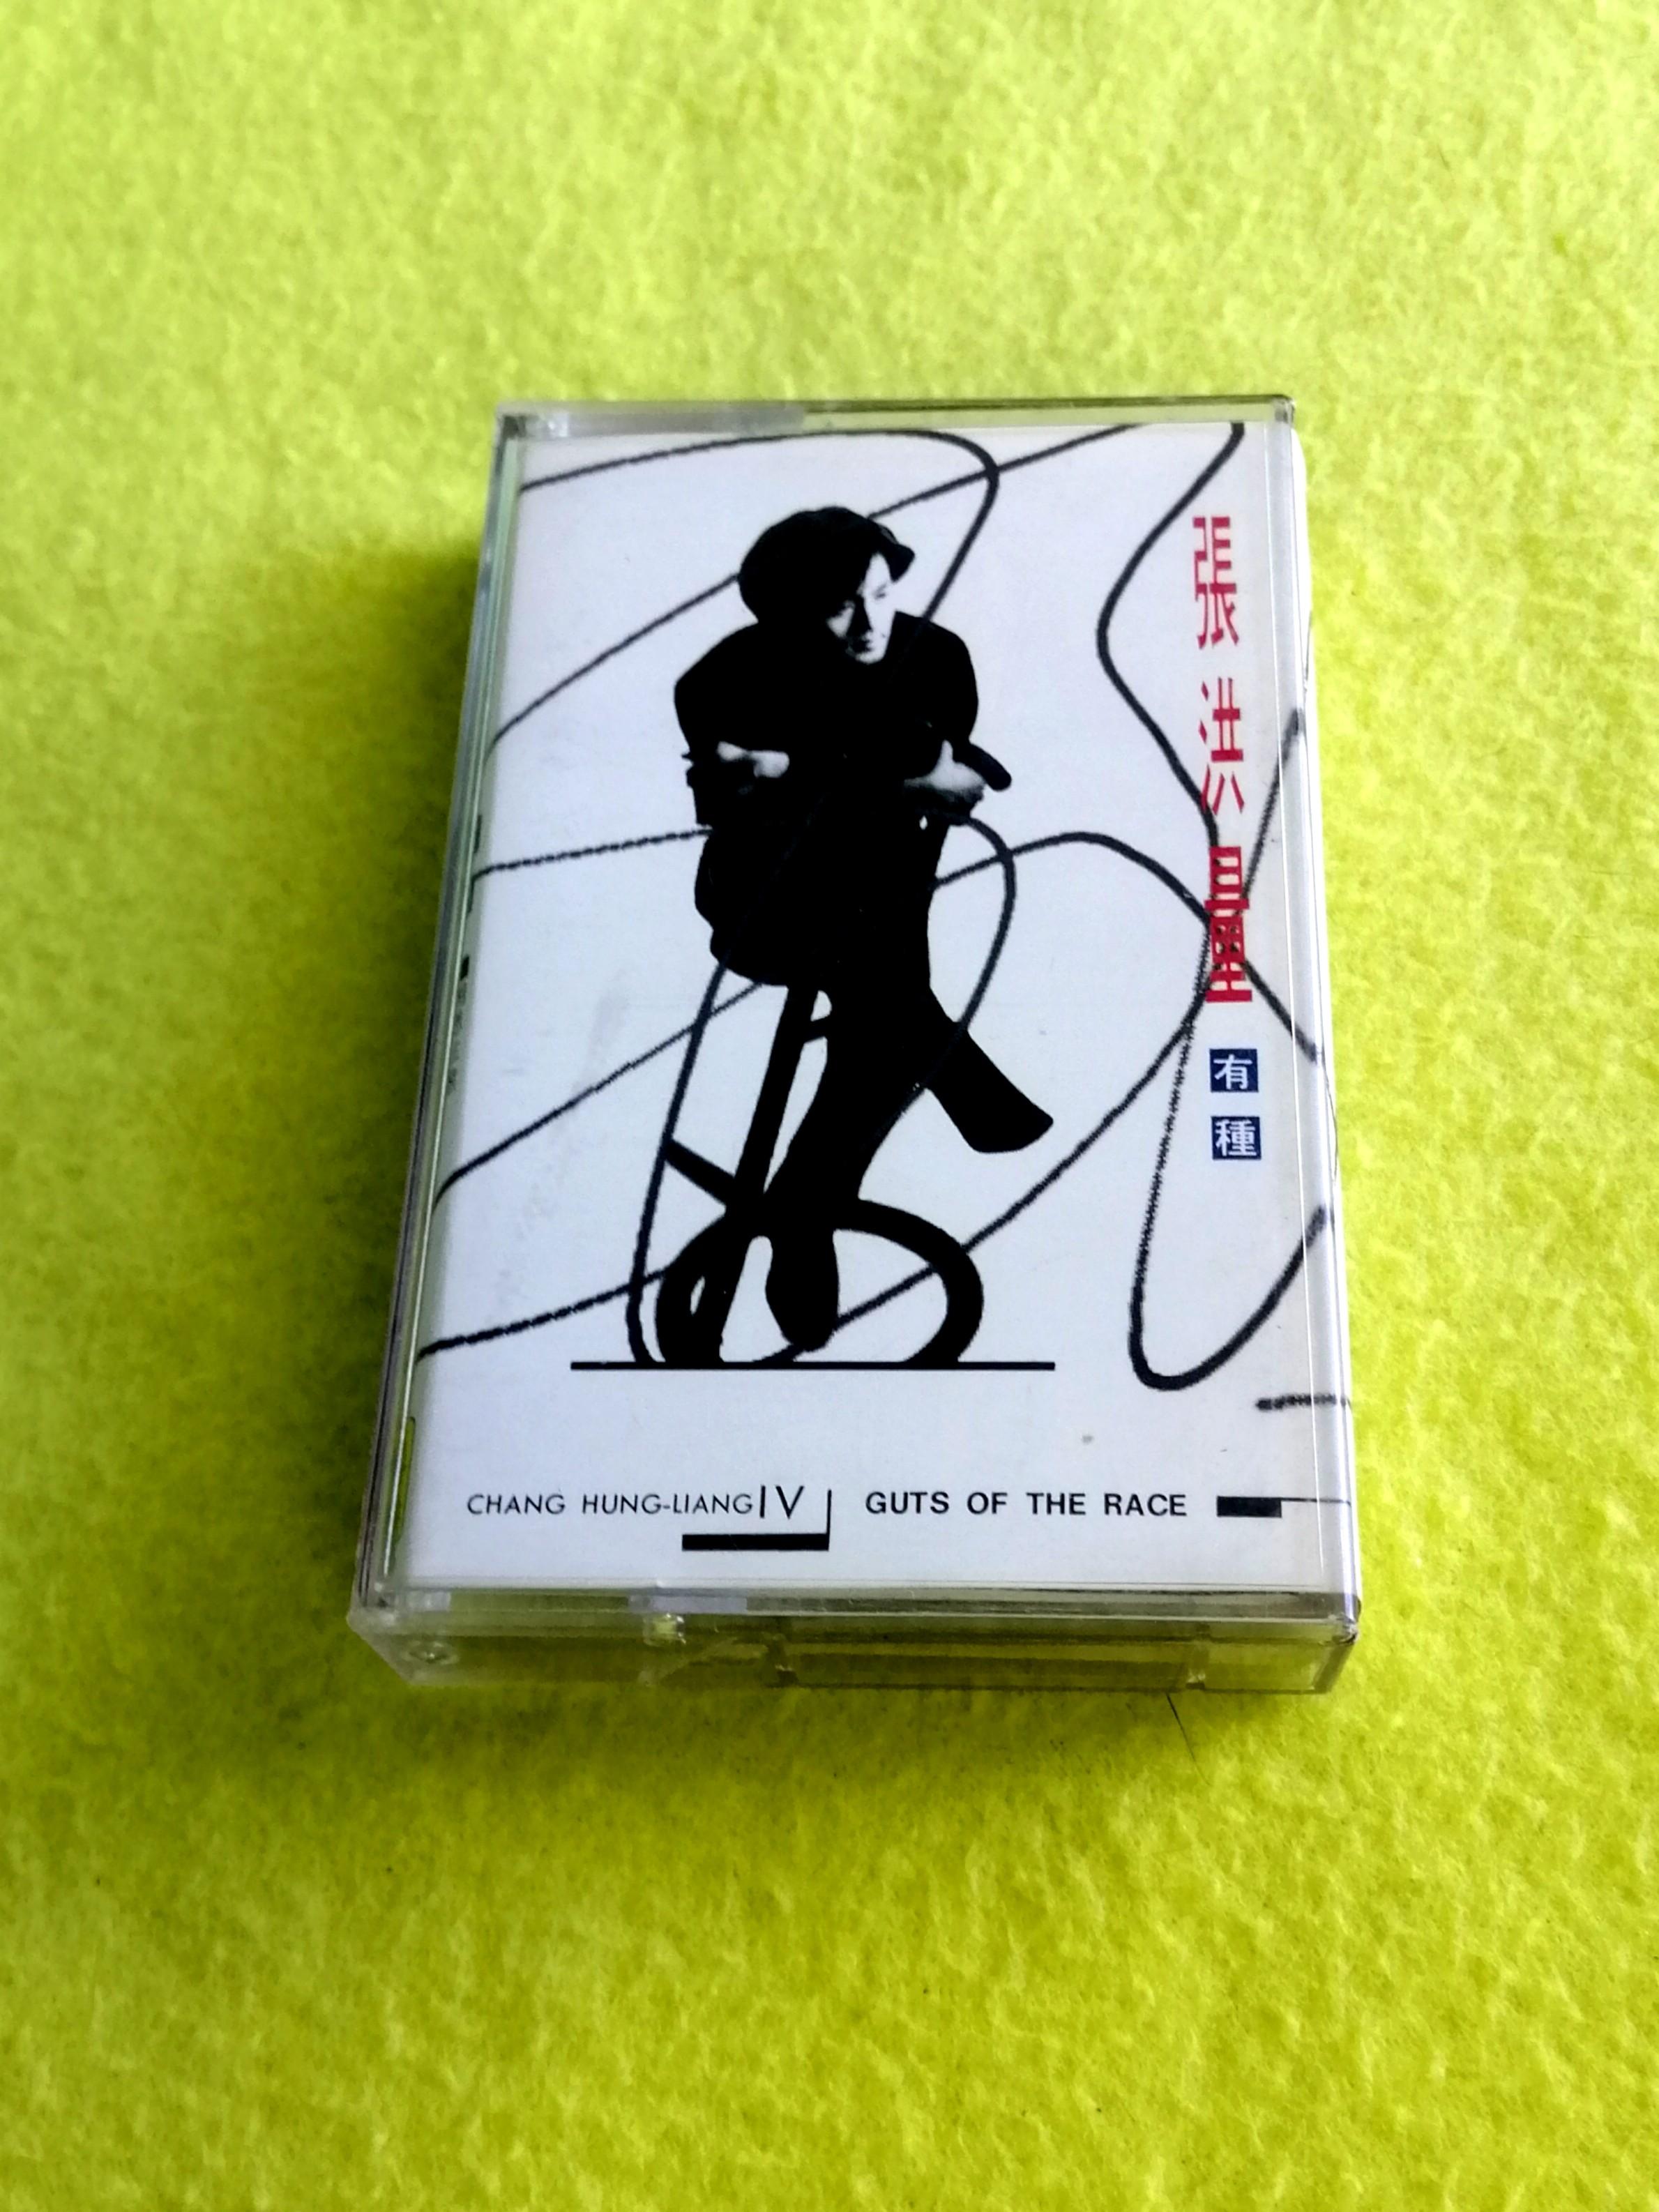 張洪量
有種
CHANG HUNG-LIANG IV GUTS OF THE RACE